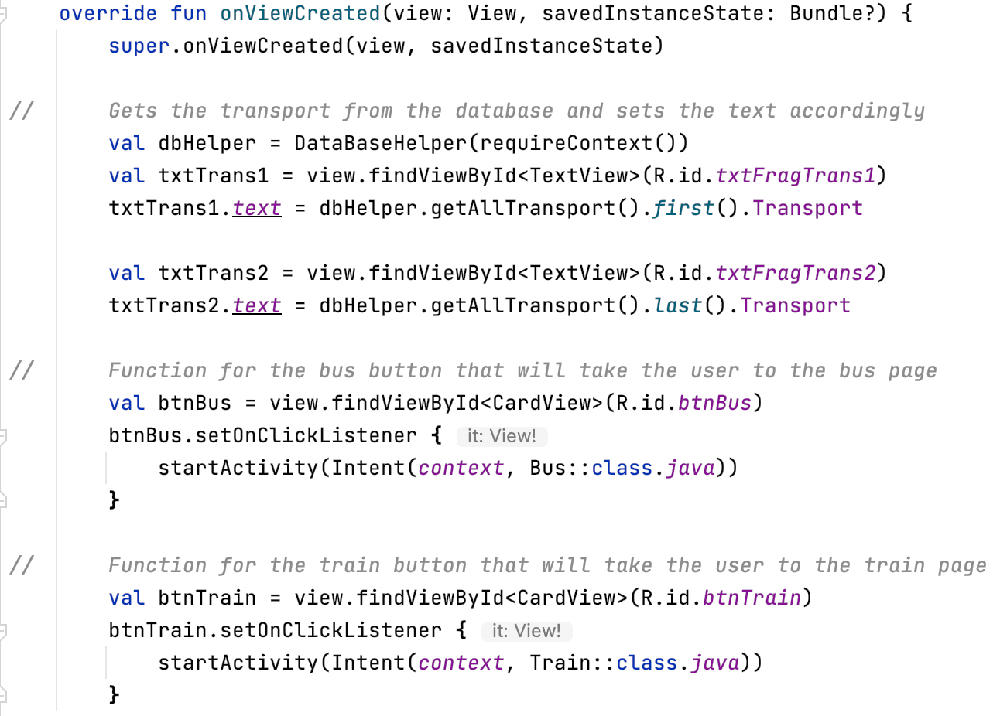 override fun onViewCreated(view: View, savedInstanceState: Bundle?) {
super.onViewCreated(view, savedInstanceState)
// Gets the transport from the database and sets the text accordingly
val dbHelper = DataBaseHelper(requireContext())
val txtTrans1 = view.findViewById<TextView>(R.id.txtFragTrans1)
txtTrans1.text = dbHelper.getAllTransport().first().Transport
val txtTrans2 = view.findViewById<TextView>(R.id.txtFragTrans2)
txtTrans2.text = dbHelper.getAllTransport().last().Transport
// Function for the bus button that will take the user to the bus page
val btnBus = view.findViewById<CardView>(R.id.btnBus)
btnBus.setOnClickListener { it: View!
startActivity(Intent(context, Bus::class.java))
}
// Function for the train button that will take the user to the train page
val btnTrain = view.findViewById<CardView>(R.id.btnTrain)
btnTrain.setOnClickListener { it: View!
startActivity(Intent(context, Train::class.java))
}